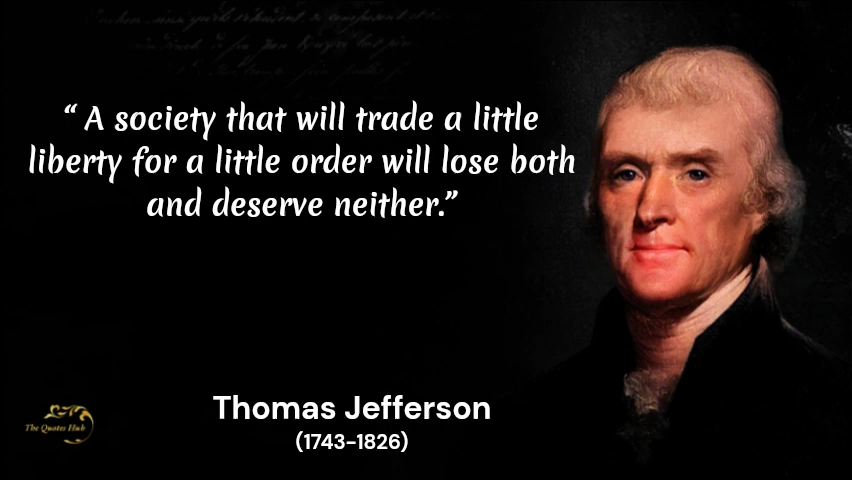 “ A society that will trade a little
liberty for a little order will lose both
and deserve neither.”
Thomas Jefferson
(1743-1826)
The Quotes Hub